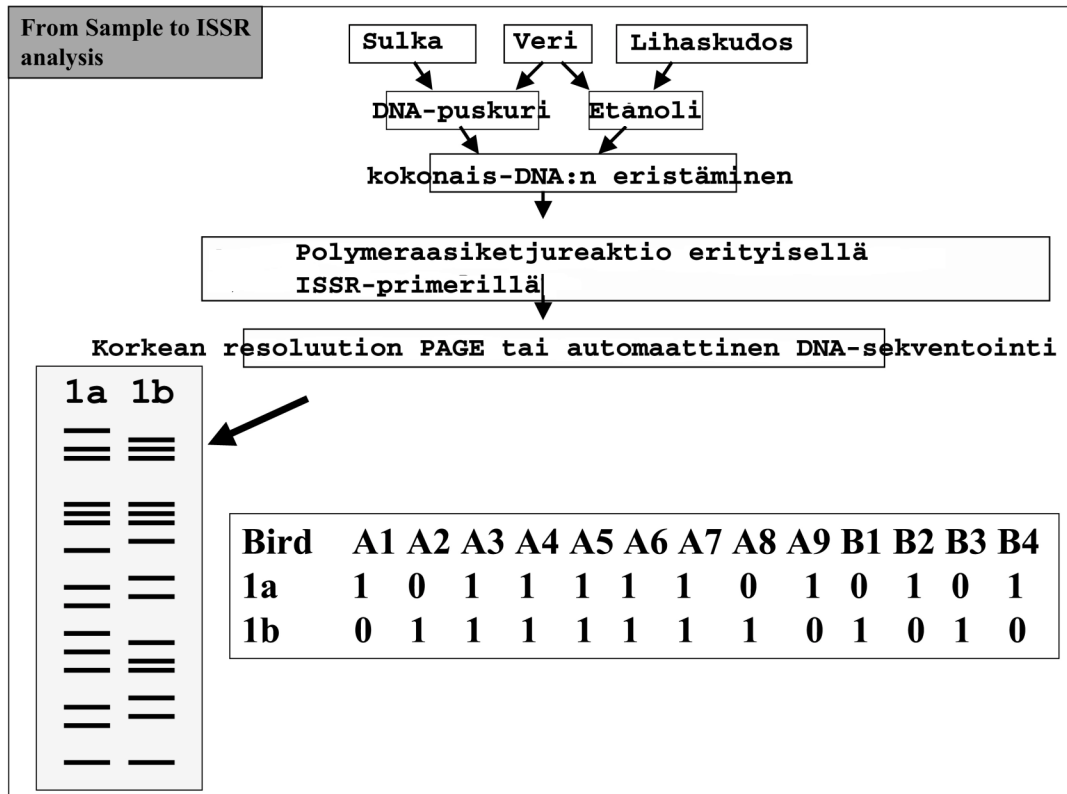 From Sample to ISSR
analysis
Sulka Veri Lihaskudos
DNA-puskuri Etanoli
kokonais-DNA:n eristäminen
Polymeraasiketjureaktio erityisellä
ISSR-primerillä
Korkean resoluution PAGE tai automaattinen DNA-sekventointi
1a 1b
Bird A1 A2 A3 A4 A5 A6 A7 A8 A9 B1 B2 B3 B4
1a 1 0 1 1 1 1 1 0 1 0 1 0 1
1b 0 1 1 1 1 1 1 1 0 1 0 1 0